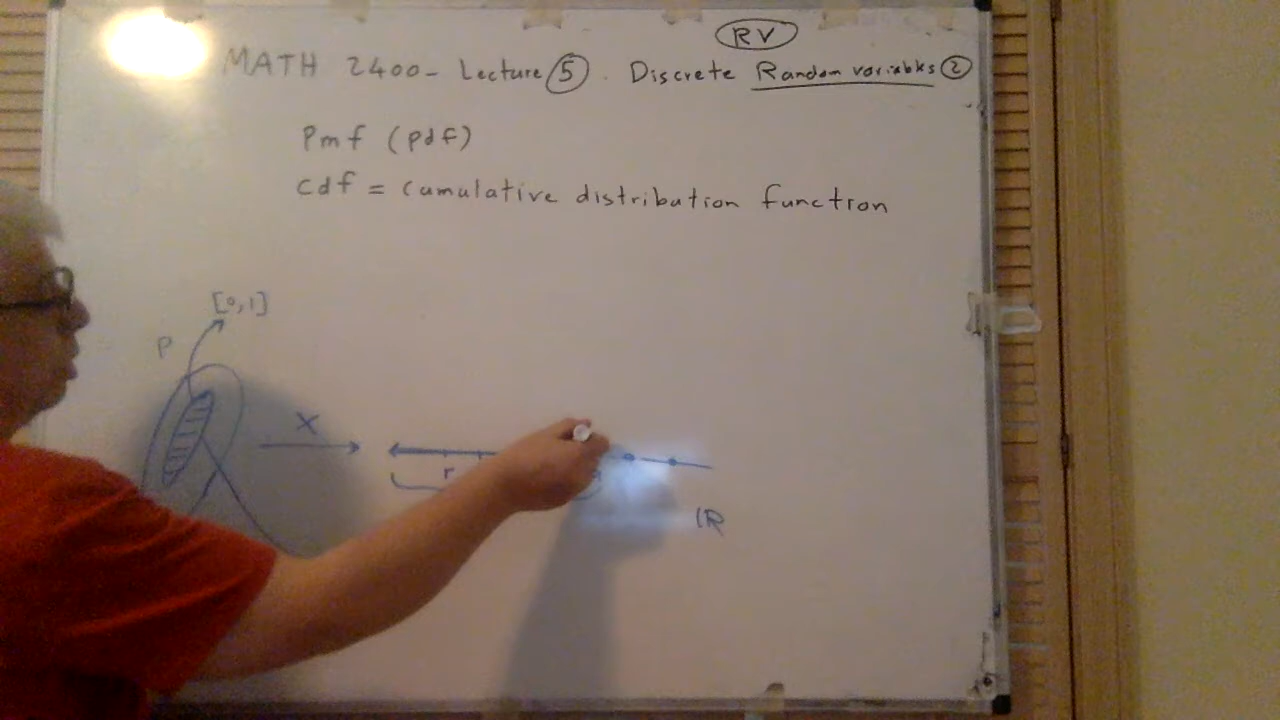 RV
MATH 2400 - Lecture 5. Discrete Random variables 2
Pmf (pdf)
cdf = cumulative distribution function
[0,1]
P
X
r
IR